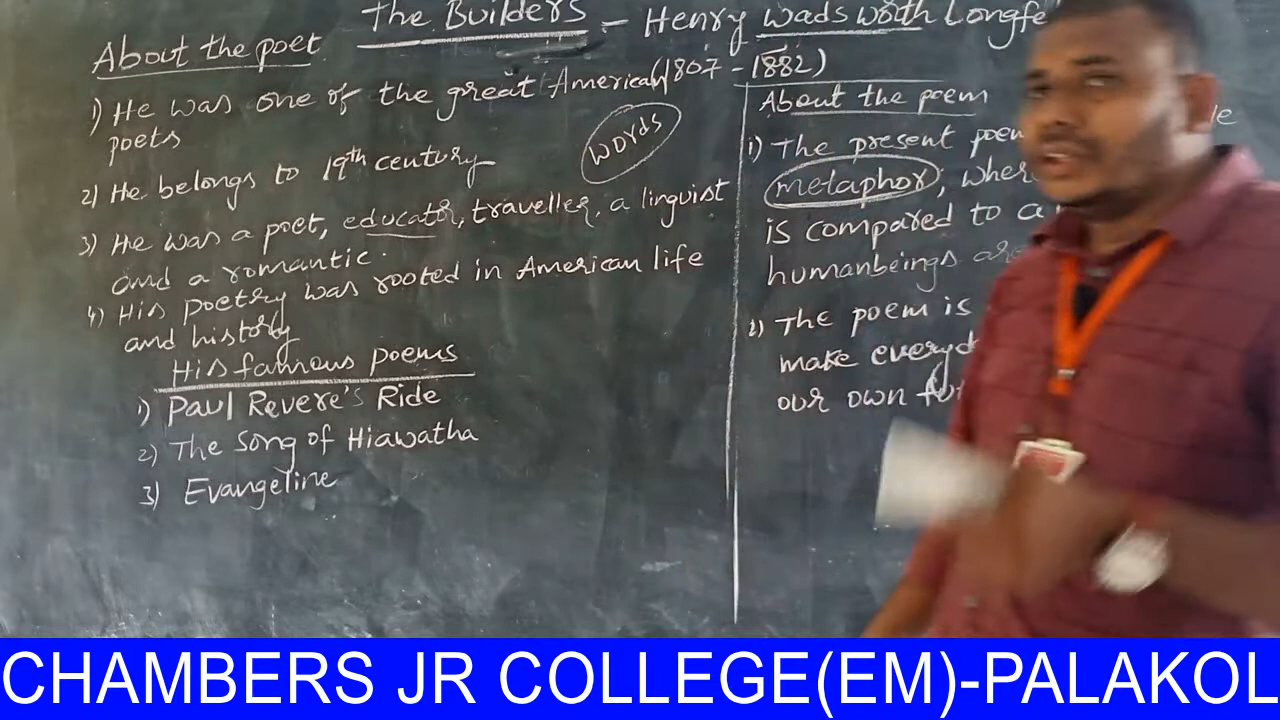 The Builders - Henry Wadsworth Longfe
(1807 - 1882)
About the poet
1) He was one of the great American
poets
2) He belongs to 19th century
3) He was a poet, educator, traveller, a linguist
and a romantic.
4) His poetry was rooted in American life
and history
His famous poems
1) Paul Revere's Ride
2) The Song of Hiawatha
3) Evangeline
words
About the poem
1) The present poem
metaphor, wher
is compared to a
humanbeings are
2) The poem is
make everyd
our own
CHAMBERS JR COLLEGE(EM)-PALAKOL